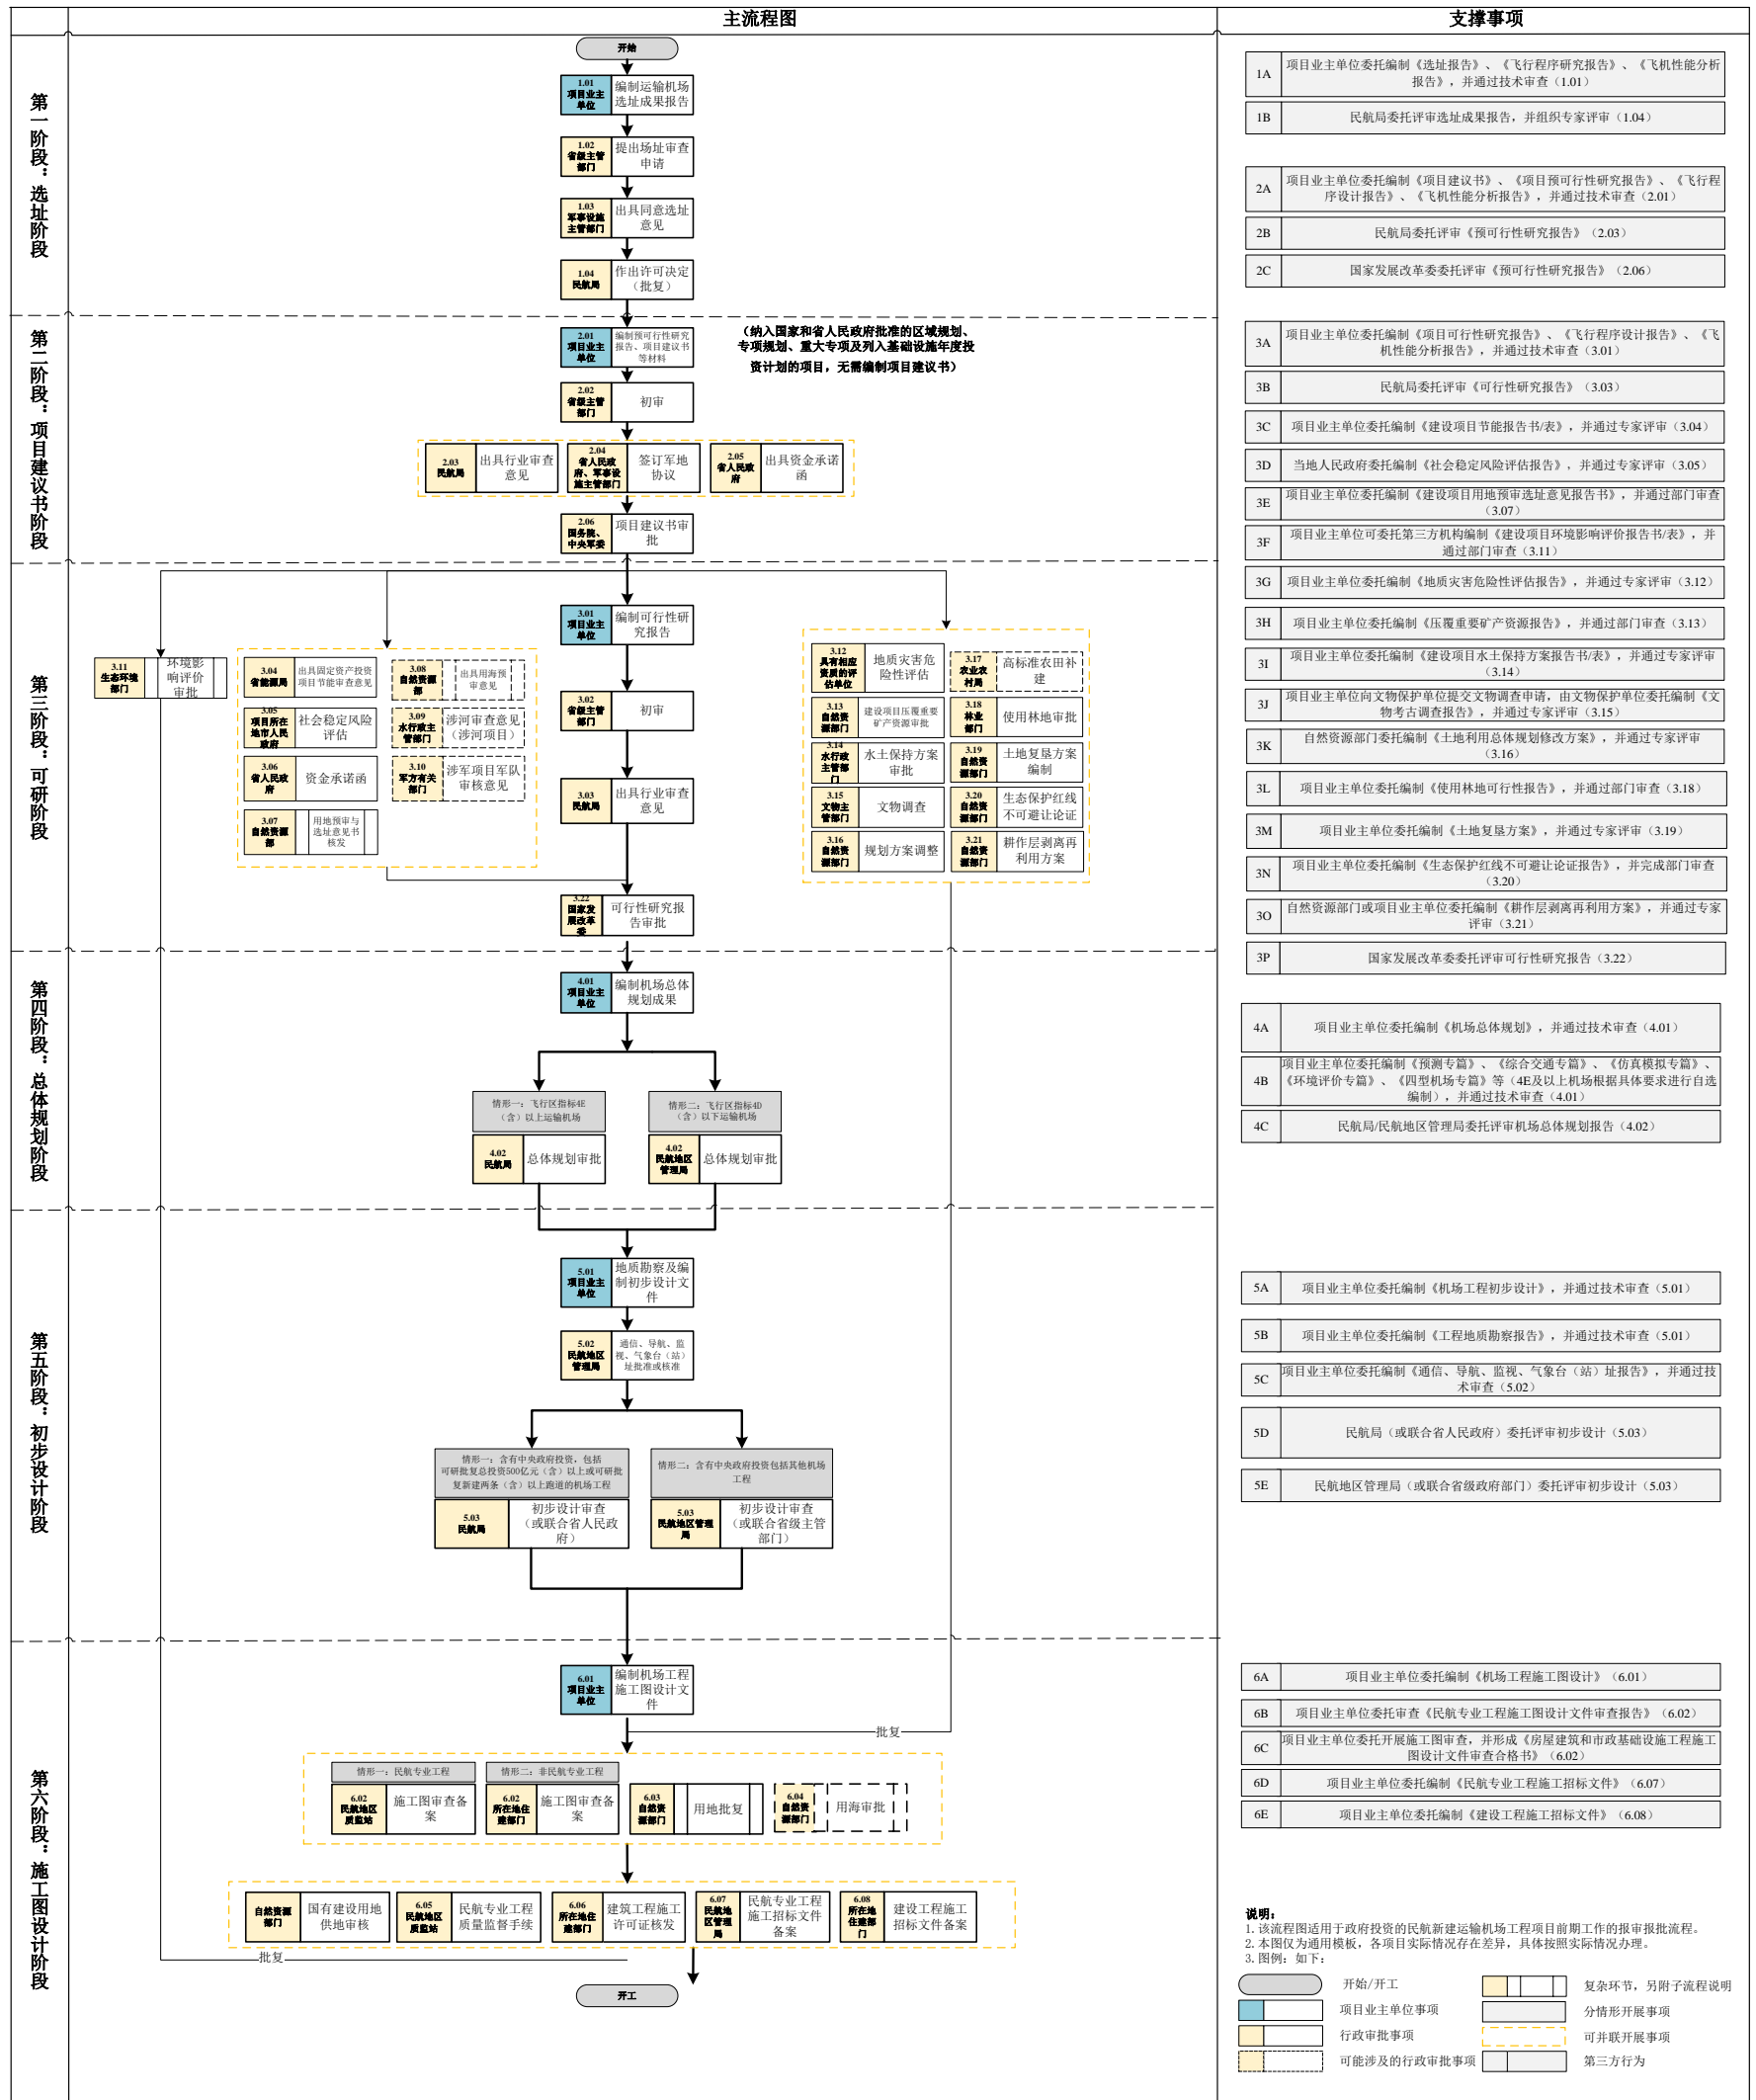 主流程图
支撑事项
第一阶段：选址阶段
开始
1.01
项目业主
单位
编制运输机场
选址成果报告
1.02
省级主管
部门
提出场址审查
申请
1.03
军事设施
主管部门
出具同意选址
意见
1.04
民航局
作出许可决定
（批复）
1A
项目业主单位委托编制《选址报告》、《飞行程序研究报告》、《飞机性能分析
报告》，并通过技术审查（1.01）
1B
民航局委托评审选址成果报告，并组织专家评审（1.04）
第二阶段：项目建议书阶段
2.01
项目业主
单位
编制预可行性研究
报告、项目建议书
等材料
（纳入国家和省人民政府批准的区域规划、
专项规划、重大专项及列入基础设施年度投
资计划的项目，无需编制项目建议书）
2.02
省级主管
部门
初审
2.03
民航局
出具行业审查
意见
2.04
省人民政
府、军事设
施主管部门
签订军地
协议
2.05
省人民政
府
出具资金承诺
函
2.06
国务院、
中央军委
项目建议书审
批
2A
项目业主单位委托编制《项目建议书》、《项目预可行性研究报告》、《飞行程
序设计报告》、《飞机性能分析报告》，并通过技术审查（2.01）
2B
民航局委托评审《预可行性研究报告》（2.03）
2C
国家发展改革委委托评审《预可行性研究报告》（2.06）
第三阶段：可研阶段
3.01
项目业主
单位
编制可行性研
究报告
3.02
省级主管
部门
初审
3.03
民航局
出具行业审查
意见
3.11
生态环境
部门
环境影
响评价
审批
3.04
省能源局
出具固定资产投资
项目节能审查意见
3.05
项目所在
地市人民
政府
社会稳定风险
评估
3.06
省人民政
府
资金承诺函
3.07
自然资源
部
用地预审与
选址意见书
核发
3.08
自然资源
部
出具用海预
审意见
3.09
水行政主
管部门
涉河审查意见
（涉河项目）
3.10
军方有关
部门
涉军项目军队
审核意见
3.12
具有相应
资质的评
估单位
地质灾害危
险性评估
3.13
自然资
源部门
建设项目压覆重要
矿产资源审批
3.14
水行政
主管部
门
水土保持方案
审批
3.15
文物主
管部门
文物调查
3.16
自然资
源部门
规划方案调整
3.17
农业农
村局
高标准农田补
建
3.18
林业
部门
使用林地审批
3.19
自然资
源部门
土地复垦方案
编制
3.20
自然资
源部门
生态保护红线
不可避让论证
3.21
自然资
源部门
耕作层剥离再
利用方案
3.22
国家发
展改革
委
可行性研究报
告审批
3A
项目业主单位委托编制《项目可行性研究报告》、《飞行程序设计报告》、《飞
机性能分析报告》，并通过技术审查（3.01）
3B
民航局委托评审《可行性研究报告》（3.03）
3C
项目业主单位委托编制《建设项目节能报告书/表》，并通过专家评审（3.04）
3D
当地人民政府委托编制《社会稳定风险评估报告》，并通过专家评审（3.05）
3E
项目业主单位委托编制《建设项目用地预审选址意见报告书》，并通过部门审查
（3.07）
3F
项目业主单位可委托第三方机构编制《建设项目环境影响评价报告书/表》，并
通过部门审查（3.11）
3G
项目业主单位委托编制《地质灾害危险性评估报告》，并通过专家评审（3.12）
3H
项目业主单位委托编制《压覆重要矿产资源报告》，并通过部门审查（3.13）
3I
项目业主单位委托编制《建设项目水土保持方案报告书/表》，并通过专家评审
（3.14）
3J
项目业主单位向文物保护单位提交文物调查申请，由文物保护单位委托编制《文
物考古调查报告》，并通过专家评审（3.15）
3K
自然资源部门委托编制《土地利用总体规划修改方案》，并通过专家评审
（3.16）
3L
项目业主单位委托编制《使用林地可行性报告》，并通过部门审查（3.18）
3M
项目业主单位委托编制《土地复垦方案》，并通过专家评审（3.19）
3N
项目业主单位委托编制《生态保护红线不可避让论证报告》，并完成部门审查
（3.20）
3O
自然资源部门或项目业主单位委托编制《耕作层剥离再利用方案》，并通过专家
评审（3.21）
3P
国家发展改革委委托评审可行性研究报告（3.22）
第四阶段：总体规划阶段
4.01
项目业主
单位
编制机场总体
规划成果
情形一：飞行区指标4E
（含）以上运输机场
4.02
民航局
总体规划审批
情形二：飞行区指标4D
（含）以下运输机场
4.02
民航地区
管理局
总体规划审批
4A
项目业主单位委托编制《机场总体规划》，并通过技术审查（4.01）
4B
项目业主单位委托编制《预测专篇》、《综合交通专篇》、《仿真模拟专篇》、
《环境评价专篇》、《四型机场专篇》等（4E及以上机场根据具体要求进行自选
编制），并通过技术审查（4.01）
4C
民航局/民航地区管理局委托评审机场总体规划报告（4.02）
第五阶段：初步设计阶段
5.01
项目业主
单位
地质勘察及编
制初步设计文
件
5.02
民航地区
管理局
通信、导航、监
视、气象台（站）
址批准或核准
情形一：含有中央政府投资，包括
可研批复总投资500亿元（含）以上或可研批
复新建两条（含）以上跑道的机场工程
5.03
民航局
初步设计审查
（或联合省人民政
府）
情形二：含有中央政府投资包括其他机场
工程
5.03
民航地区管理
局
初步设计审查
（或联合省级主管
部门）
5A
项目业主单位委托编制《机场工程初步设计》，并通过技术审查（5.01）
5B
项目业主单位委托编制《工程地质勘察报告》，并通过技术审查（5.01）
5C
项目业主单位委托编制《通信、导航、监视、气象台（站）址报告》，并通过技
术审查（5.02）
5D
民航局（或联合省人民政府）委托评审初步设计（5.03）
5E
民航地区管理局（或联合省级政府部门）委托评审初步设计（5.03）
第六阶段：施工图设计阶段
6.01
项目业主
单位
编制机场工程
施工图设计文
件
批复
情形一：民航专业工程
6.02
民航地区
质监站
施工图审查备
案
情形二：非民航专业工程
6.02
所在地住
建部门
施工图审查备
案
6.03
自然资
源部门
用地批复
6.04
自然资
源部门
用海审批
自然资源
部门
国有建设用地
供地审核
6.05
民航地区
质监站
民航专业工程
质量监督手续
6.06
所在地住
建部门
建筑工程施工
许可证核发
6.07
民航地
区管理
局
民航专业工程
施工招标文件
备案
6.08
所在地
住建部
门
建设工程施工
招标文件备案
批复
开工
6A
项目业主单位委托编制《机场工程施工图设计》（6.01）
6B
项目业主单位委托审查《民航专业工程施工图设计文件审查报告》（6.02）
6C
项目业主单位委托开展施工图审查，并形成《房屋建筑和市政基础设施工程施工
图设计文件审查合格书》（6.02）
6D
项目业主单位委托编制《民航专业工程施工招标文件》（6.07）
6E
项目业主单位委托编制《建设工程施工招标文件》（6.08）
说明：
1. 该流程图适用于政府投资的民航新建运输机场工程项目前期工作的报审报批流程。
2. 本图仅为通用模板，各项目实际情况存在差异，具体按照实际情况办理。
3. 图例：如下：
开始/开工
复杂环节，另附子流程说明
项目业主单位事项
分情形开展事项
行政审批事项
可并联开展事项
可能涉及的行政审批事项
第三方行为